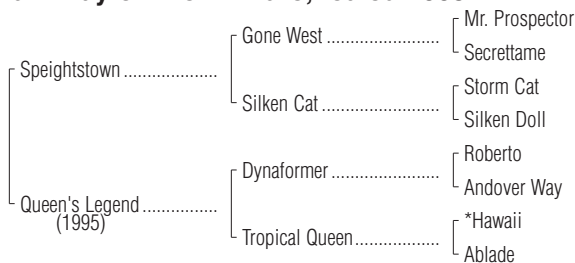 Mr. Prospector
Gone West
Secrettame
Speightstown
Storm Cat
Silken Cat
Silken Doll
Roberto
Dynaformer
Andover Way
Queen's Legend
(1995)
*Hawaii
Tropical Queen
Ablade